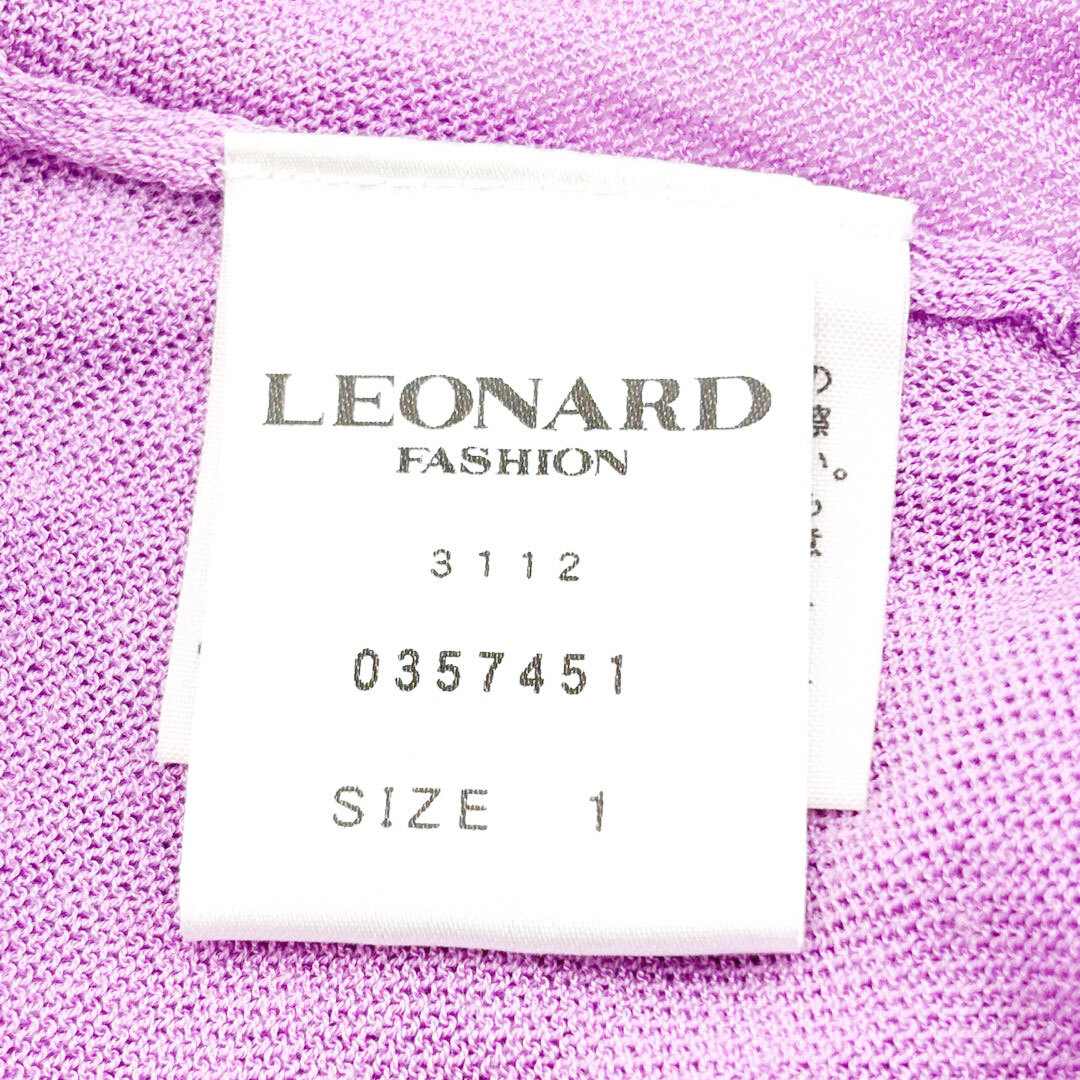 LEONARD
FASHION
3112
0357451
SIZE 1